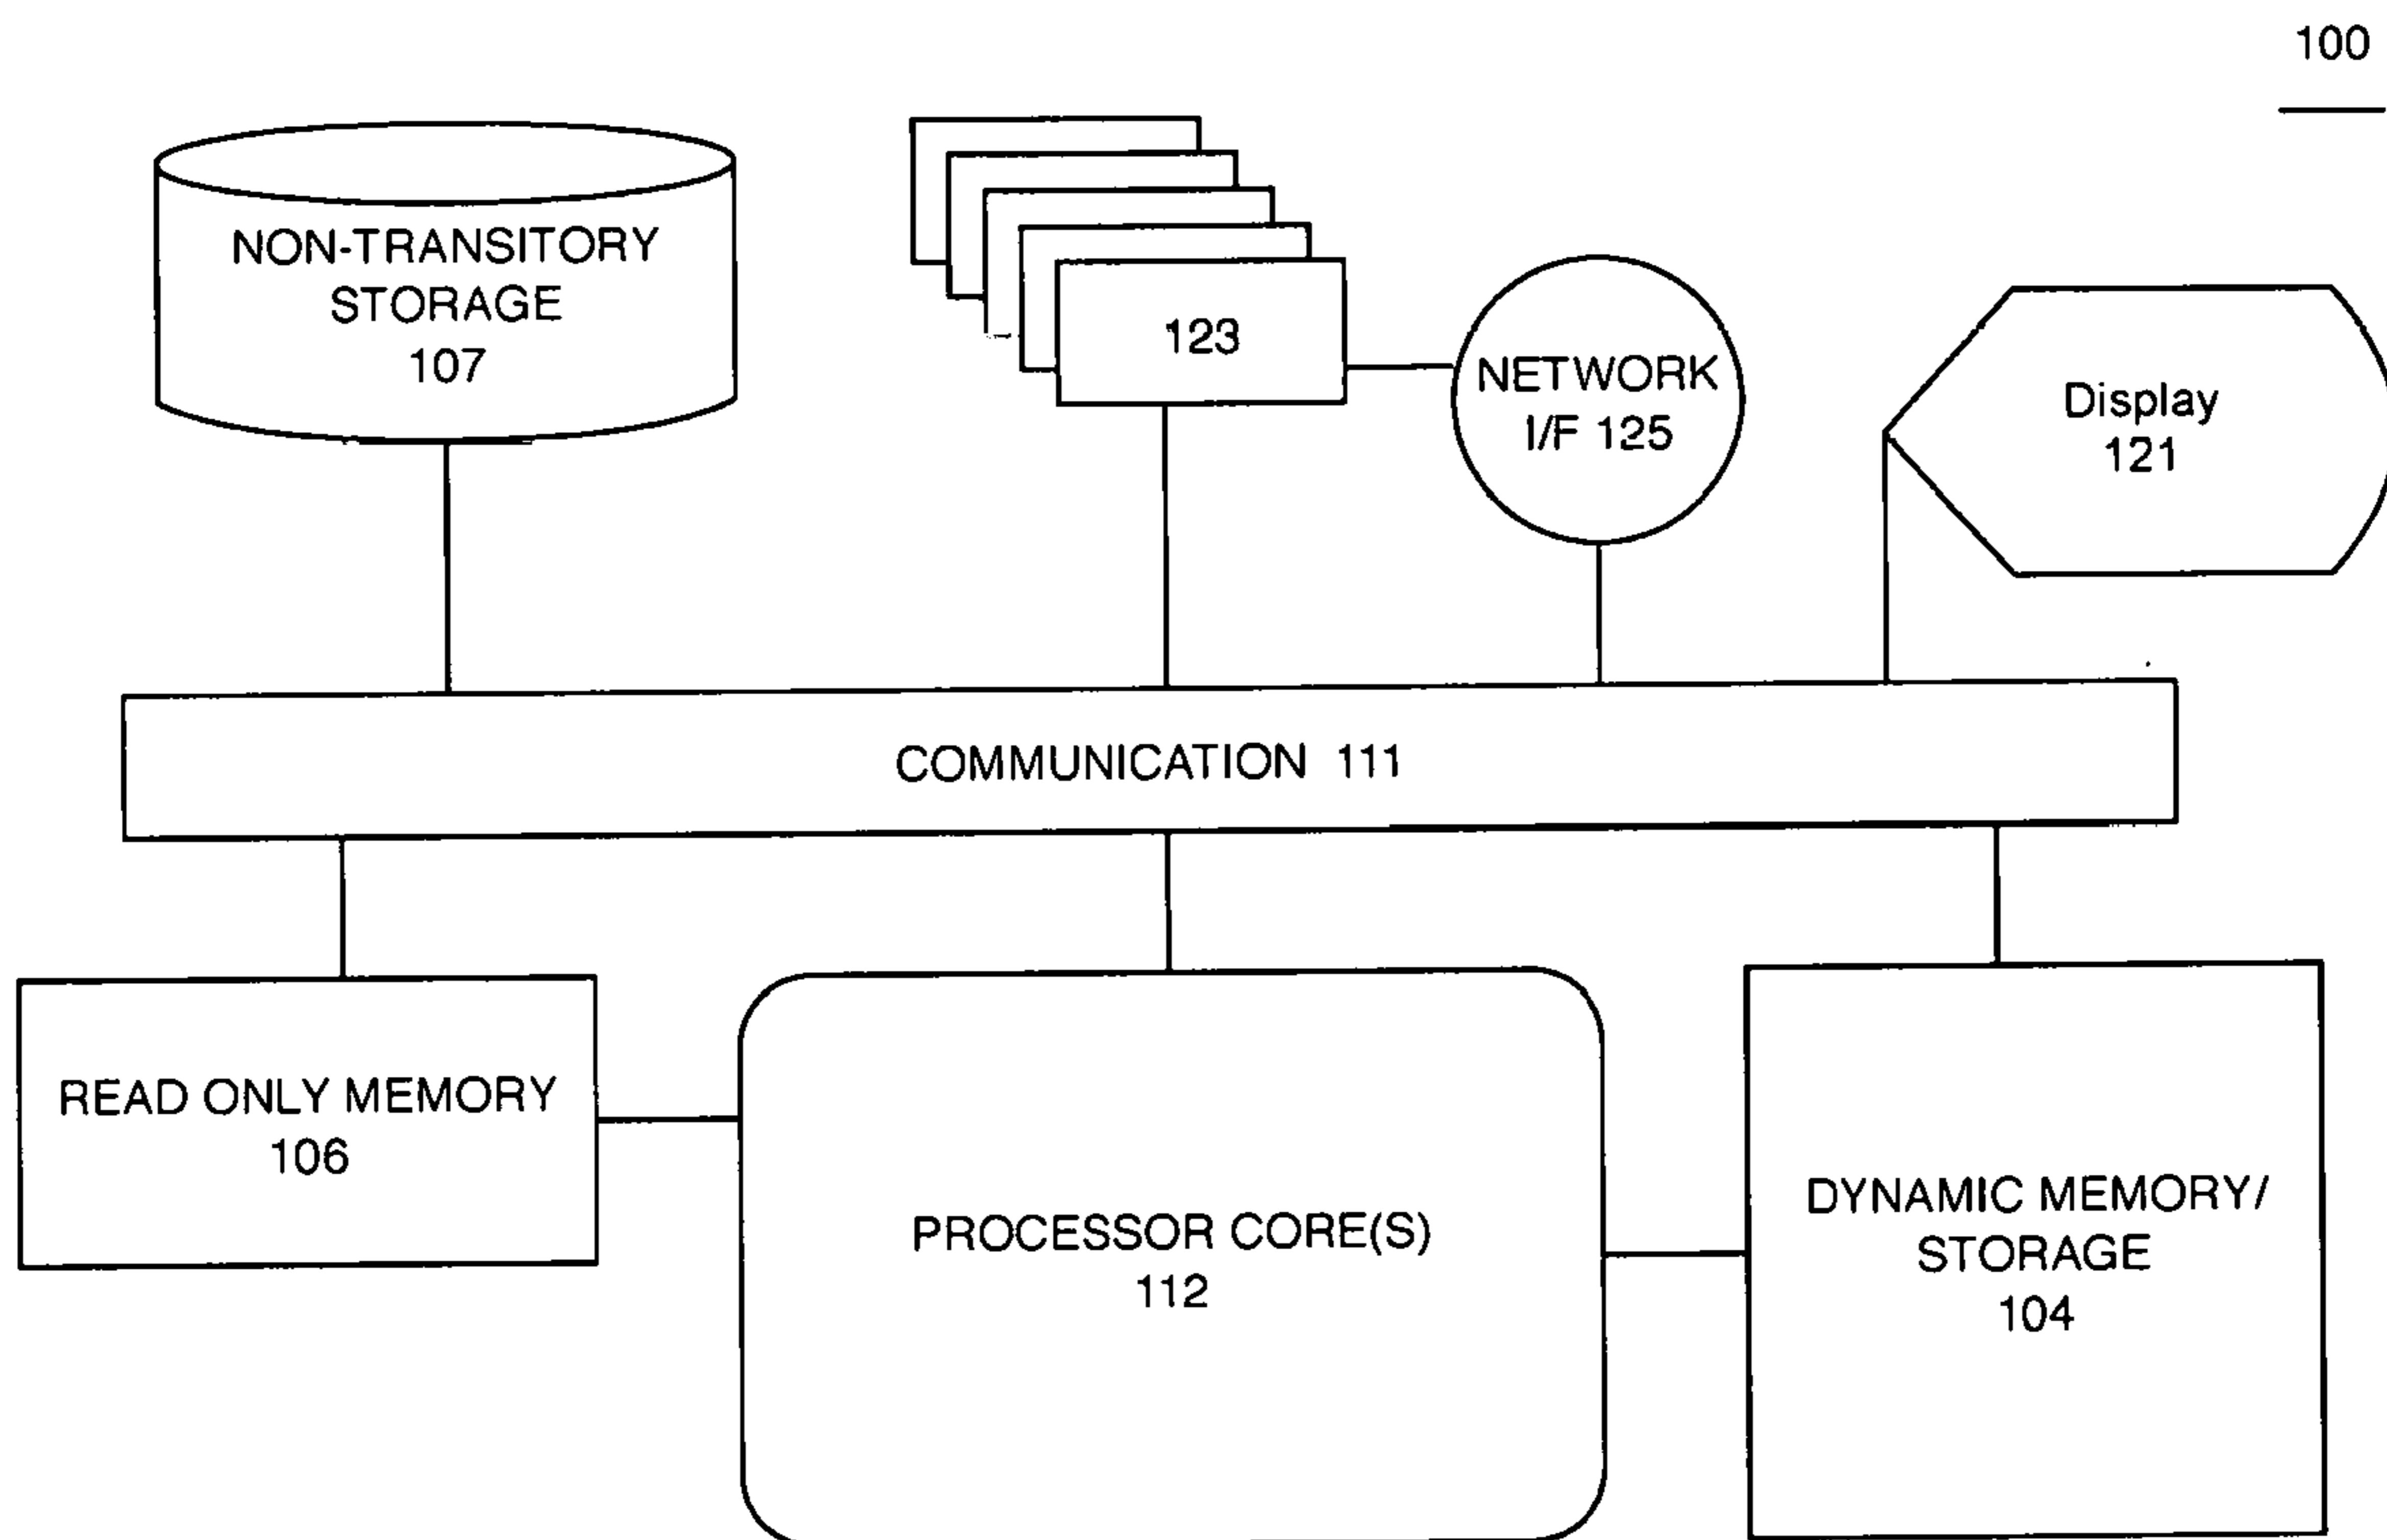 100
NON-TRANSITORY
STORAGE
107
123
NETWORK
I/F 125
Display
121
COMMUNICATION 111
READ ONLY MEMORY
106
PROCESSOR CORE(S)
112
DYNAMIC MEMORY/
STORAGE
104